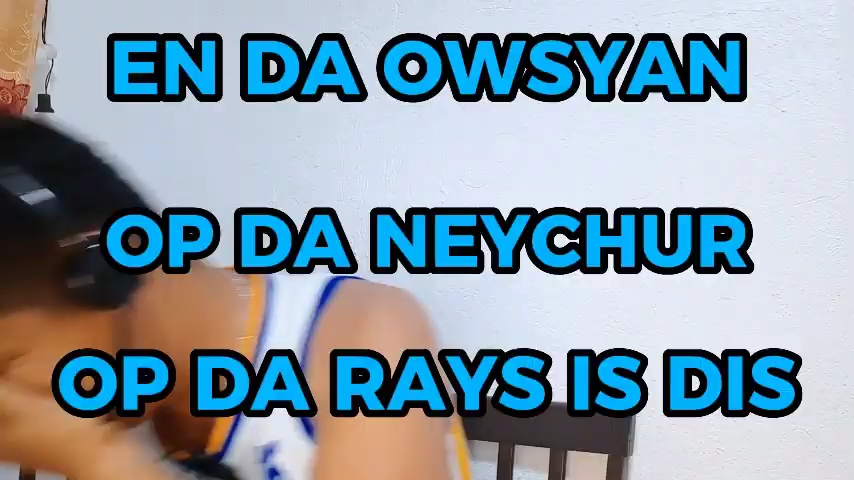 EN DA OWSYAN
OP DA NEYCHUR
OP DA RAYS IS DIS